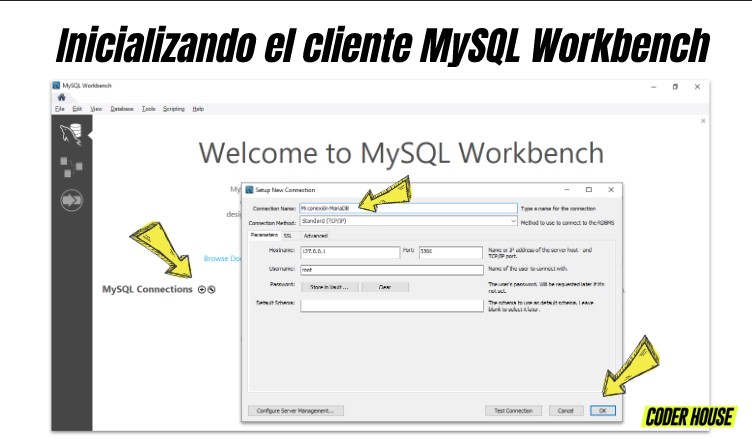 Inicializando el cliente MySQL Workbench
MySQL Workbench
File Edit View Database Tools Scripting Help
Welcome to MySQL Workbench
My
desi
Browse Do
MySQL Connections
Setup New Connection
Connection Name: Mi conexión MariaDB Type a name for the connection
Connection Method: Standard (TCP/IP) Method to use to connect to the RDBMS
Parameters SSL Advanced
Hostname: 127.0.0.1 Port: 3306 Name or IP address of the server host - and
TCP/IP port.
Username: root Name of the user to connect with.
Password: Store in Vault ... Clear The user's password. Will be requested later if it's
not set.
Default Schema: The schema to use as default schema. Leave
blank to select it later.
Configure Server Management... Test Connection Cancel OK
CODER HOUSE